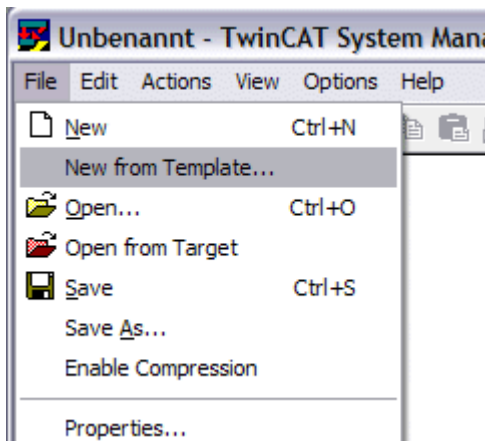 Unbenannt - TwinCAT System Mana
File Edit Actions View Options Help
New Ctrl+N
New from Template...
Open... Ctrl+O
Open from Target
Save Ctrl+S
Save As...
Enable Compression
Properties...